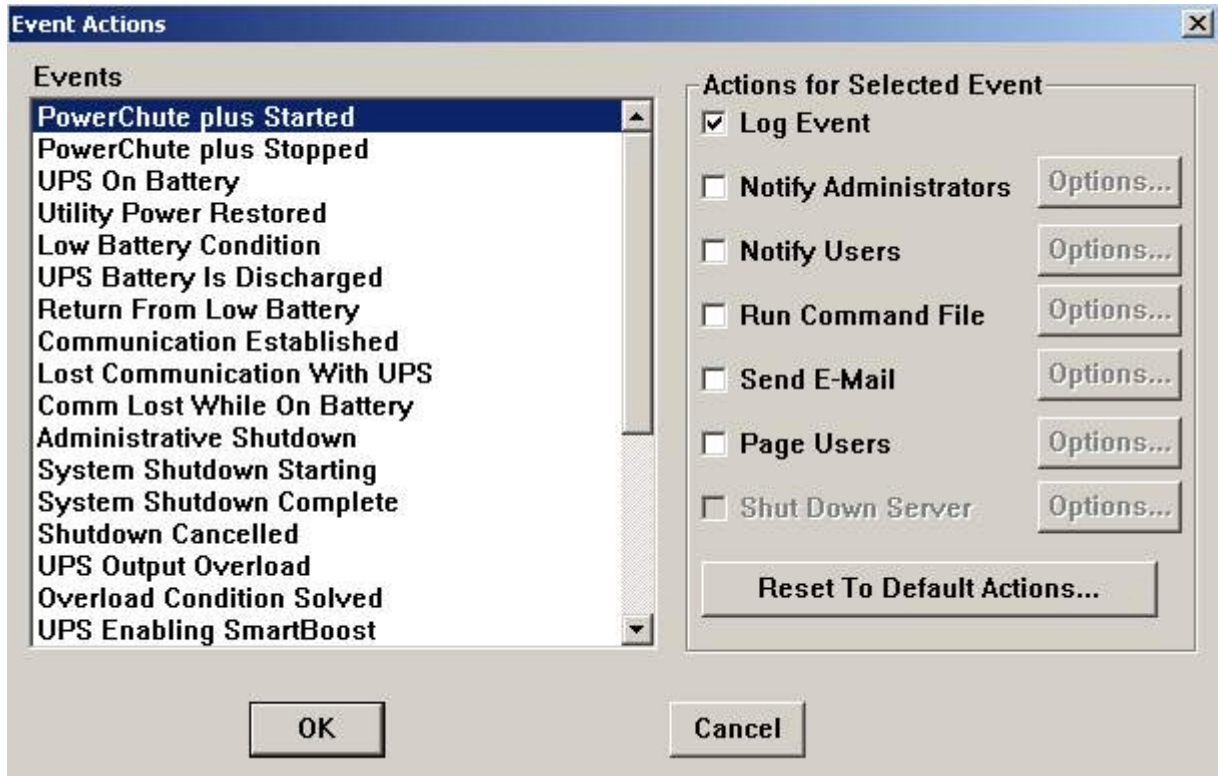 Event Actions
Events
PowerChute plus Started
PowerChute plus Stopped
UPS On Battery
Utility Power Restored
Low Battery Condition
UPS Battery Is Discharged
Return From Low Battery
Communication Established
Lost Communication With UPS
Comm Lost While On Battery
Administrative Shutdown
System Shutdown Starting
System Shutdown Complete
Shutdown Cancelled
UPS Output Overload
Overload Condition Solved
UPS Enabling SmartBoost
Actions for Selected Event
Log Event
Notify Administrators Options...
Notify Users Options...
Run Command File Options...
Send E-Mail Options...
Page Users Options...
Shut Down Server Options...
Reset To Default Actions...
OK Cancel